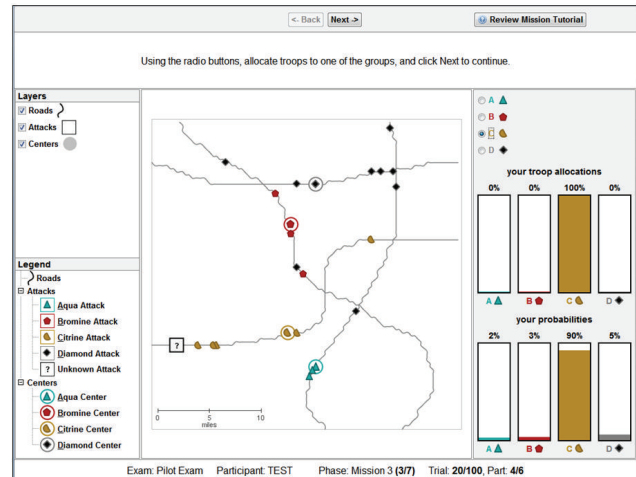 <- Back Next -> Review Mission Tutorial
Using the radio buttons, allocate troops to one of the groups, and click Next to continue.
Layers
Roads
Attacks
Centers
Legend
Roads
Attacks
Aqua Attack
Bromine Attack
Citrine Attack
Diamond Attack
? Unknown Attack
Centers
Aqua Center
Bromine Center
Citrine Center
Diamond Center
?
0 5 10
miles
A
B
C
D
your troop allocations
0% 0% 100% 0%
A B C D
your probabilities
2% 3% 90% 5%
A B C D
Exam: Pilot Exam Participant: TEST Phase: Mission 3 (3/7) Trial: 20/100, Part: 4/6